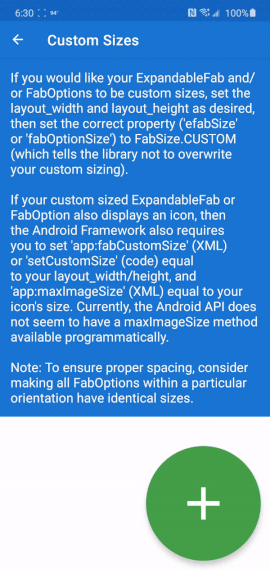 6:30 94°
100%
Custom Sizes
If you would like your ExpandableFab and/
or FabOptions to be custom sizes, set the
layout_width and layout_height as desired,
then set the correct property ('efabSize'
or 'fabOptionSize') to FabSize.CUSTOM
(which tells the library not to overwrite
your custom sizing).
If your custom sized ExpandableFab or
FabOption also displays an icon, then
the Android Framework also requires
you to set 'app:fabCustomSize' (XML)
or 'setCustomSize' (code) equal
to your layout_width/height, and
'app:maxImageSize' (XML) equal to your
icon's size. Currently, the Android API does
not seem to have a maxImageSize method
available programmatically.
Note: To ensure proper spacing, consider
making all FabOptions within a particular
orientation have identical sizes.